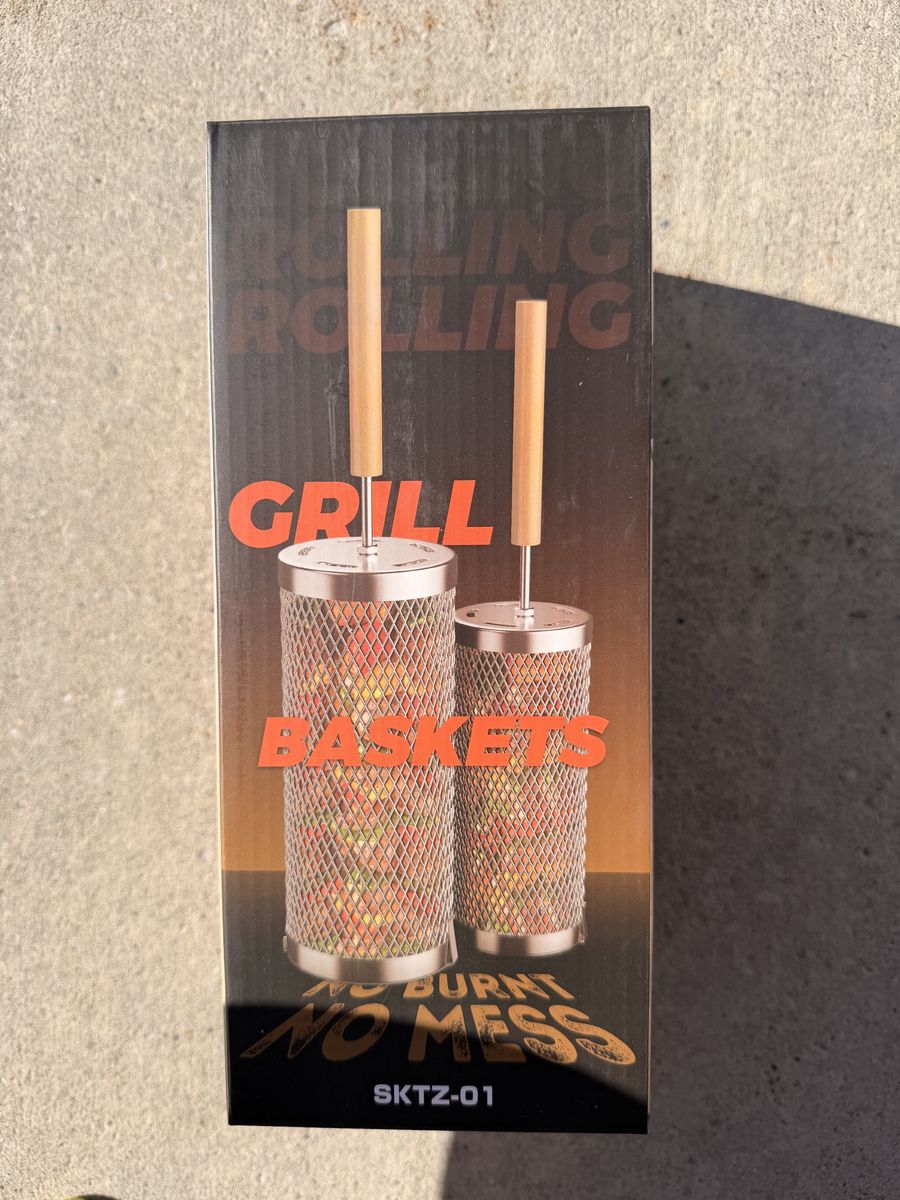 ROLLING
ROLLING
GRILL
BASKETS
NO BURNT
NO MESS
SKTZ-01